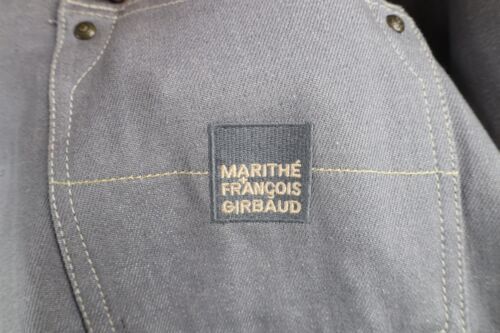 MARITHÉ
+
FRANÇOIS
GIRBAUD